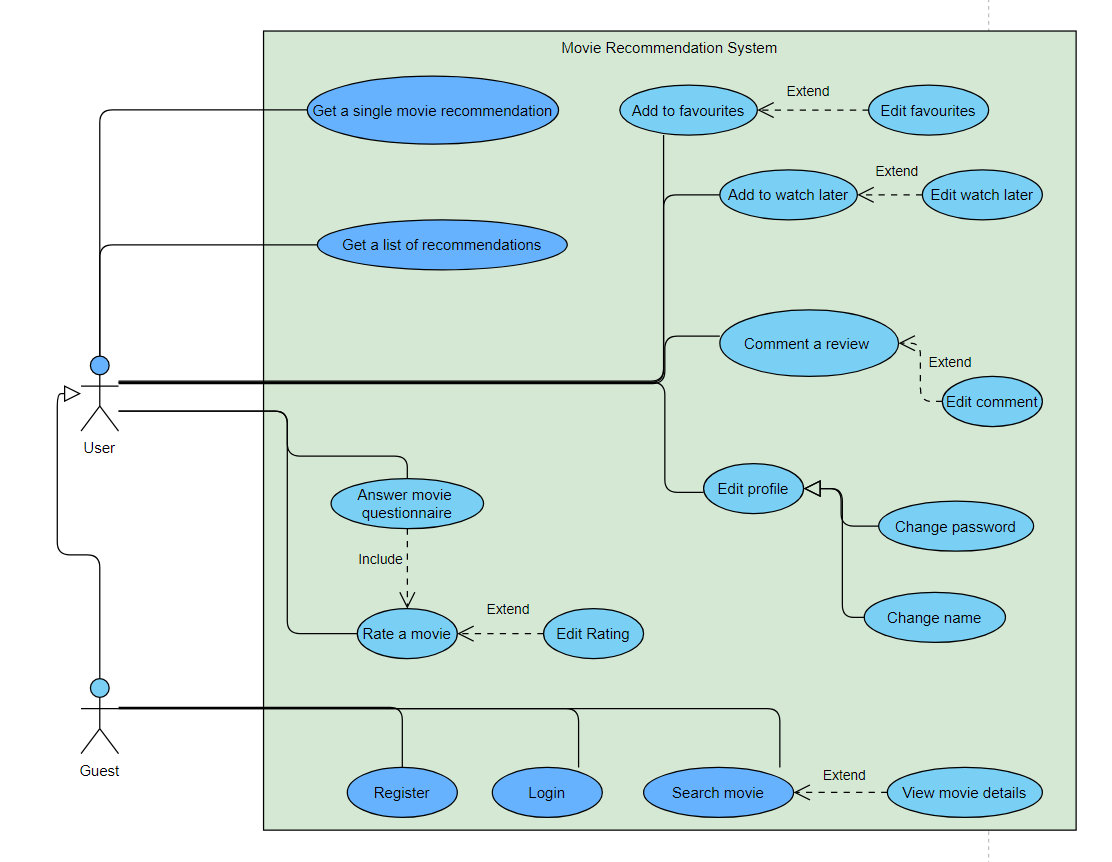 Movie Recommendation System
Get a single movie recommendation
Add to favourites
Extend
Edit favourites
Add to watch later
Extend
Edit watch later
Get a list of recommendations
Comment a review
Extend
Edit comment
User
Edit profile
Answer movie
questionnaire
Change password
Include
Change name
Rate a movie
Extend
Edit Rating
Guest
Register
Login
Search movie
Extend
View movie details